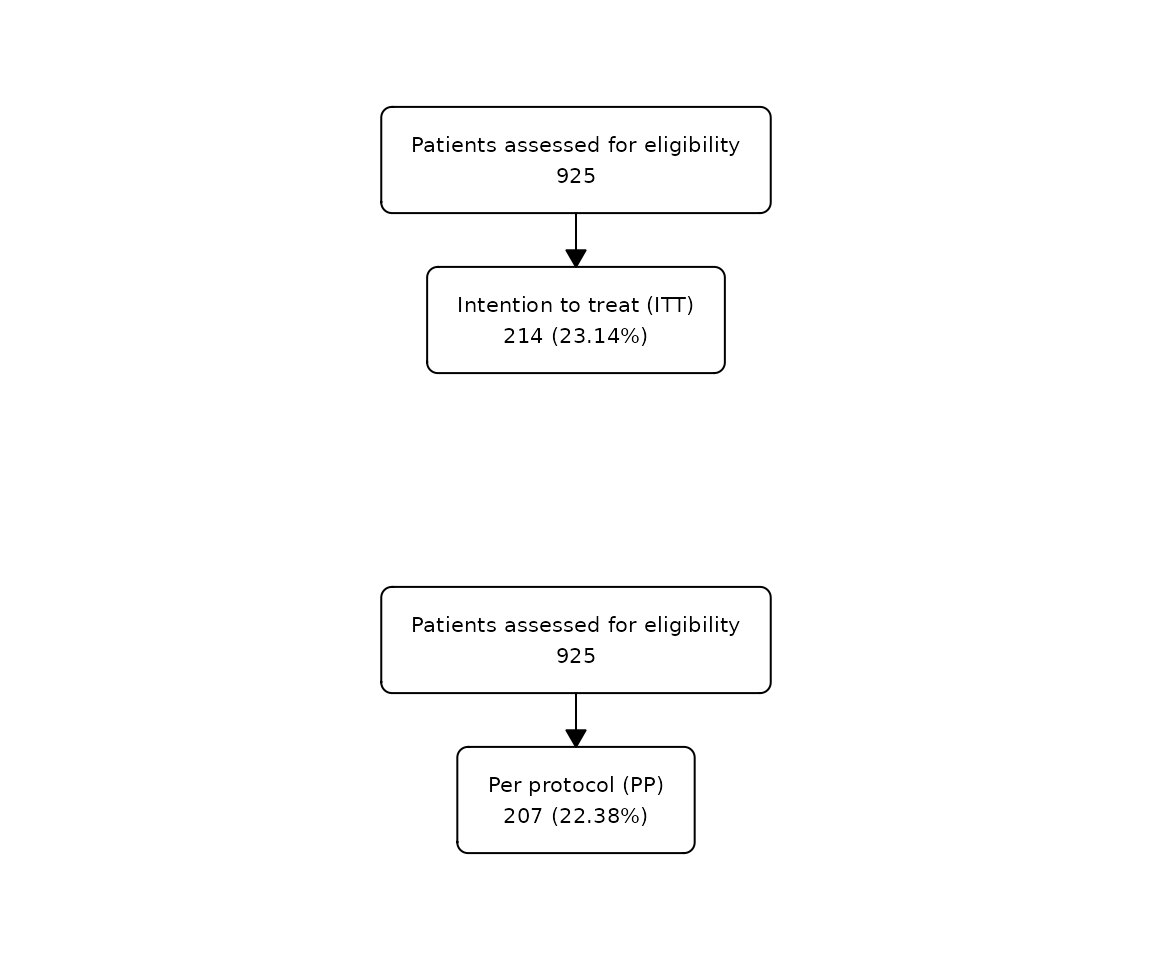 Patients assessed for eligibility
925
Intention to treat (ITT)
214 (23.14%)
Patients assessed for eligibility
925
Per protocol (PP)
207 (22.38%)